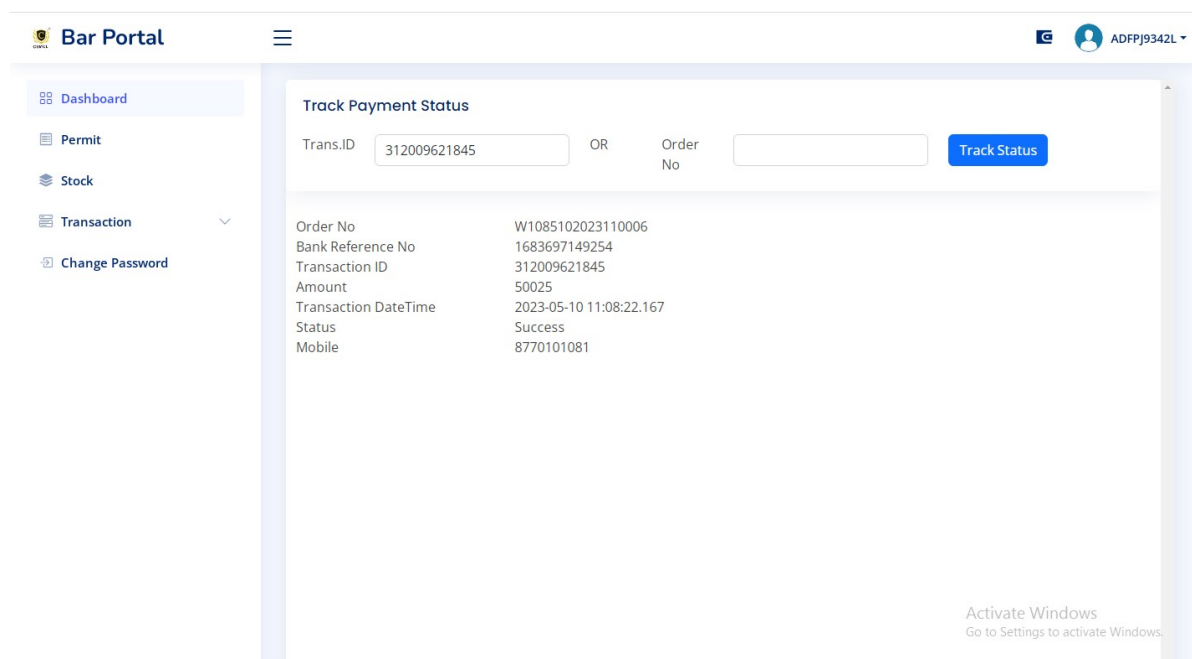 Bar Portal
ADFPJ9342L
Dashboard
Permit
Stock
Transaction
Change Password
Track Payment Status
Trans.ID 312009621845 OR Order No Track Status
Order No W1085102023110006
Bank Reference No 1683697149254
Transaction ID 312009621845
Amount 50025
Transaction DateTime 2023-05-10 11:08:22.167
Status Success
Mobile 8770101081
Activate Windows
Go to Settings to activate Windows.